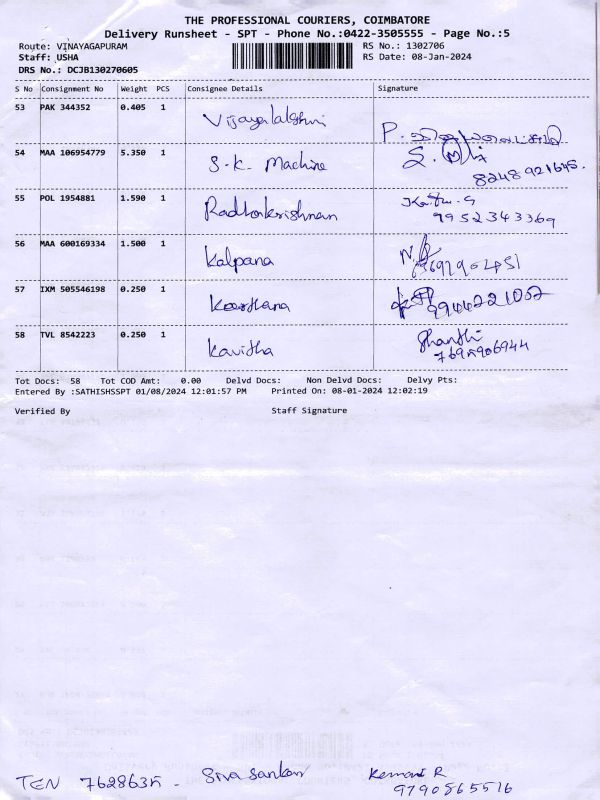 THE PROFESSIONAL COURIERS, COIMBATORE
Delivery Runsheet - SPT - Phone No.:0422-3505555 - Page No.:5
Route: VINAYAGAPURAM RS No.: 1302706
Staff: USHA RS Date: 08-Jan-2024
DRS No.: DCJB130270605
S No Consignment No Weight PCS Consignee Details Signature
53 PAK 344352 0.405 1 Vijayalakshmi
P.
54 MAA 106954779 5.350 1 S.K. Machine
8248921645.
55 POL 1954881 1.590 1 Radhakrishnan
9952343369
56 MAA 600169334 1.500 1 Kalpana
57 IXM 505546198 0.250 1
9944221052
58 TVL 8542223 0.250 1 Kavitha Shanthi
7695906944
Tot Docs: 58 Tot COD Amt: 0.00 Delvd Docs: Non Delvd Docs: Delvy Pts:
Entered By :SATHISHSSPT 01/08/2024 12:01:57 PM Printed On: 08-01-2024 12:02:19
Verified By Staff Signature
TEN Siva Sankar R
9790565516